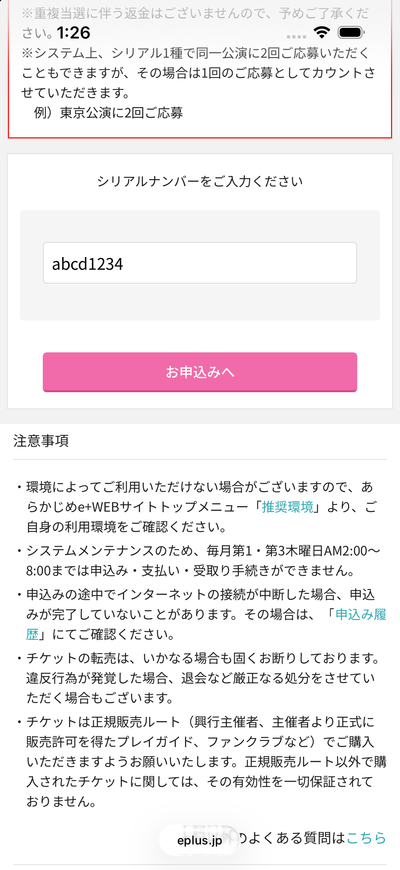 ※重複当選に伴う返金はございませんので、予めご了承くだ
さい。
1:26
※システム上、シリアル1種で同一公演に2回ご応募いただく
こともできますが、その場合は1回のご応募としてカウントさ
せていただきます。
例）東京公演に2回ご応募
シリアルナンバーをご入力ください
abcd1234
お申込みへ
注意事項
・環境によってご利用いただけない場合がございますので、あ
らかじめe+WEBサイトトップメニュー「推奨環境」より、ご
自身の利用環境をご確認ください。
・システムメンテナンスのため、毎月第1・第3木曜日AM2:00～
8:00までは申込み・支払い・受取り手続きができません。
・申込みの途中でインターネットの接続が中断した場合、申込
みが完了していないことがあります。その場合は、「申込み履
歴」にてご確認ください。
・チケットの転売は、いかなる場合も固くお断りしております。
違反行為が発覚した場合、退会など厳正なる処分をさせてい
ただく場合もございます。
・チケットは正規販売ルート（興行主催者、主催者より正式に
販売許可を得たプレイガイド、ファンクラブなど）でご購入
いただきますようお願いいたします。正規販売ルート以外で購
入されたチケットに関しては、その有効性を一切保証されて
おりません。
のよくある質問はこちら
eplus.jp